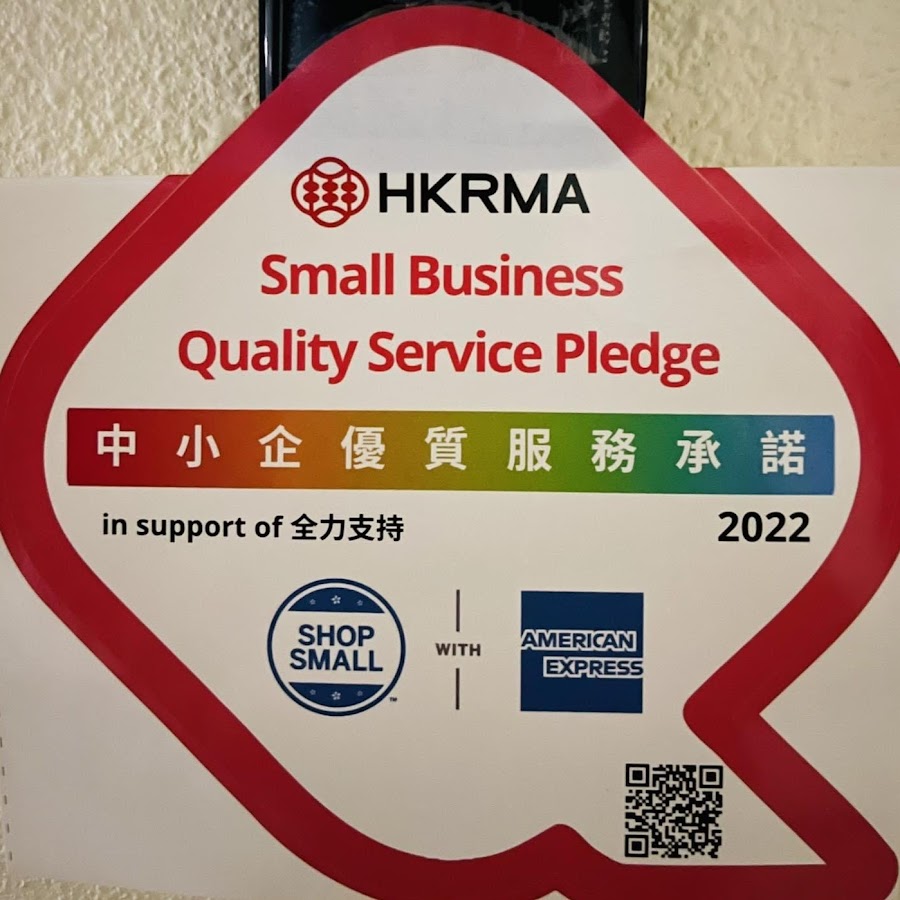 HKRMA
Small Business
Quality Service Pledge
中小企優質服務承諾
in support of 全力支持
2022
SHOP
SMALL
™
WITH
AMERICAN
EXPRESS